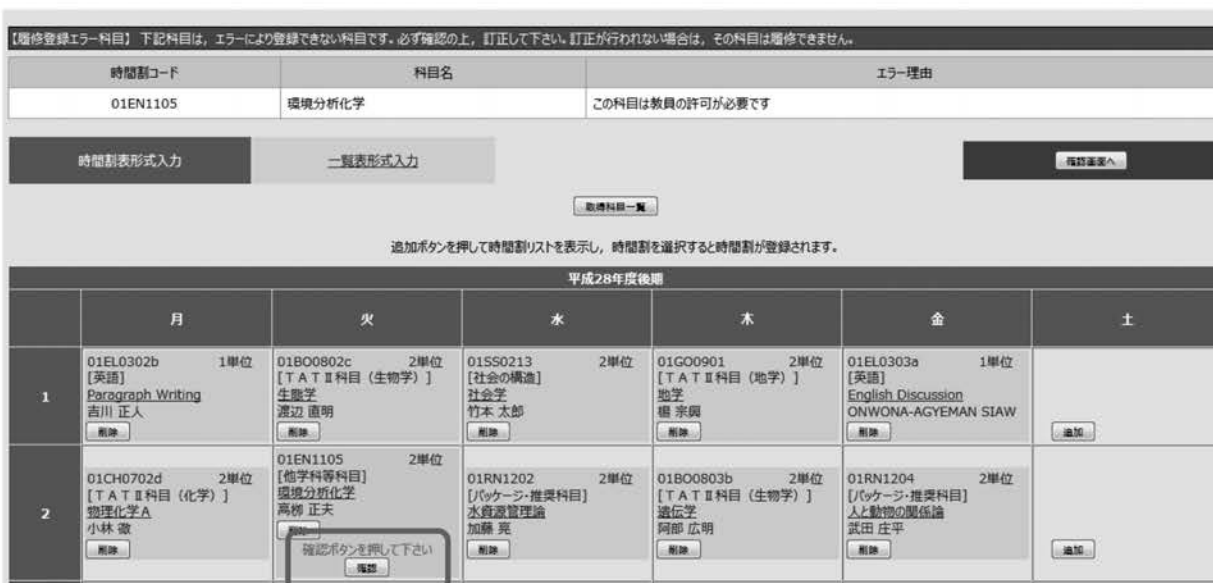 【履修登録エラー科目】 下記科目は，エラーにより登録できない科目です。必ず確認の上，訂正して下さい。訂正が行われない場合は，その科目は履修できません。
時間割コード 科目名 エラー理由
01EN1105 環境分析化学 この科目は教員の許可が必要です
時間割表形式入力 一覧表形式入力 確認画面へ
取得科目一覧
追加ボタンを押して時間割リストを表示し，時間割を選択すると時間割が登録されます。
平成28年度後期
月 火 水 木 金 土
1
01EL0302b 1単位
[英語]
Paragraph Writing
吉川 正人
削除
01BO0802c 2単位
[ＴＡＴⅡ科目（生物学）]
生態学
渡辺 直明
削除
01SS0213 2単位
[社会の構造]
社会学
竹本 太郎
削除
01GO0901 2単位
[ＴＡＴⅡ科目（地学）]
地学
楊 宗興
削除
01EL0303a 1単位
[英語]
English Discussion
ONWONA-AGYEMAN SIAW
削除
追加
2
01CH0702d 2単位
[ＴＡＴⅡ科目（化学）]
物理化学Ａ
小林 徹
削除
01EN1105 2単位
[他学科等科目]
環境分析化学
高柳 正夫
削除
確認ボタンを押して下さい
確認
01RN1202 2単位
[パッケージ・推奨科目]
水資源管理論
加藤 亮
削除
01BO0803b 2単位
[ＴＡＴⅡ科目（生物学）]
遺伝学
阿部 広明
削除
01RN1204 2単位
[パッケージ・推奨科目]
人と動物の関係論
武田 庄平
削除
追加